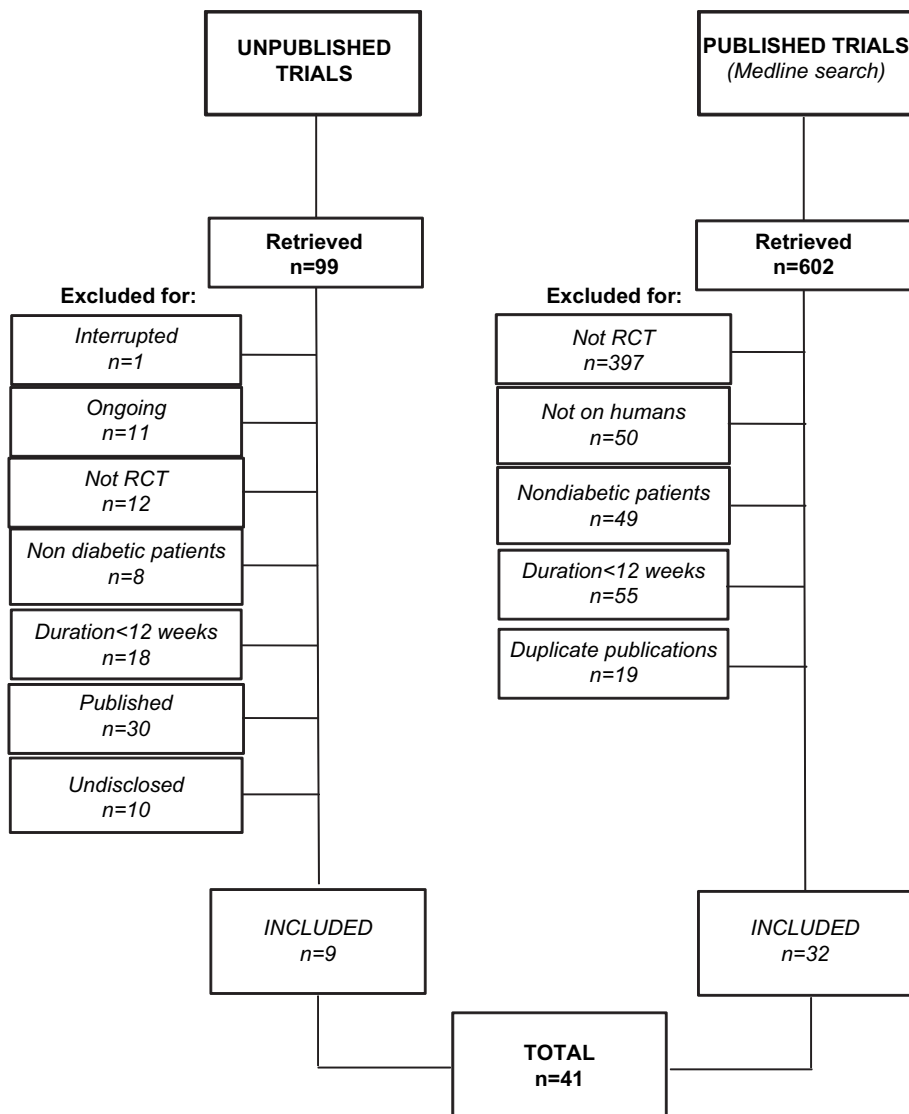 UNPUBLISHED
TRIALS
Retrieved
n=99
Excluded for:
Interrupted
n=1
Ongoing
n=11
Not RCT
n=12
Non diabetic patients
n=8
Duration<12 weeks
n=18
Published
n=30
Undisclosed
n=10
INCLUDED
n=9
PUBLISHED TRIALS
(Medline search)
Retrieved
n=602
Excluded for:
Not RCT
n=397
Not on humans
n=50
Nondiabetic patients
n=49
Duration<12 weeks
n=55
Duplicate publications
n=19
INCLUDED
n=32
TOTAL
n=41